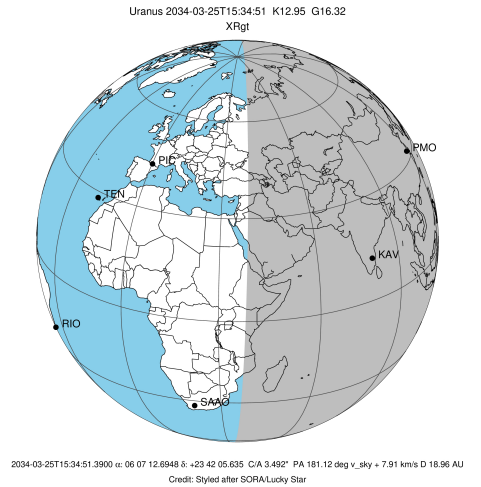 Uranus 2034-03-25T15:34:51 K12.95 G16.32
XRgt
PMO
PIC
TEN
KAV
RIO
SAAO
2034-03-25T15:34:51.3900 α: 06 07 12.6948 δ: +23 42 05.635 C/A 3.492" PA 181.12 deg v_sky + 7.91 km/s D 18.96 AU
Credit: Styled after SORA/Lucky Star